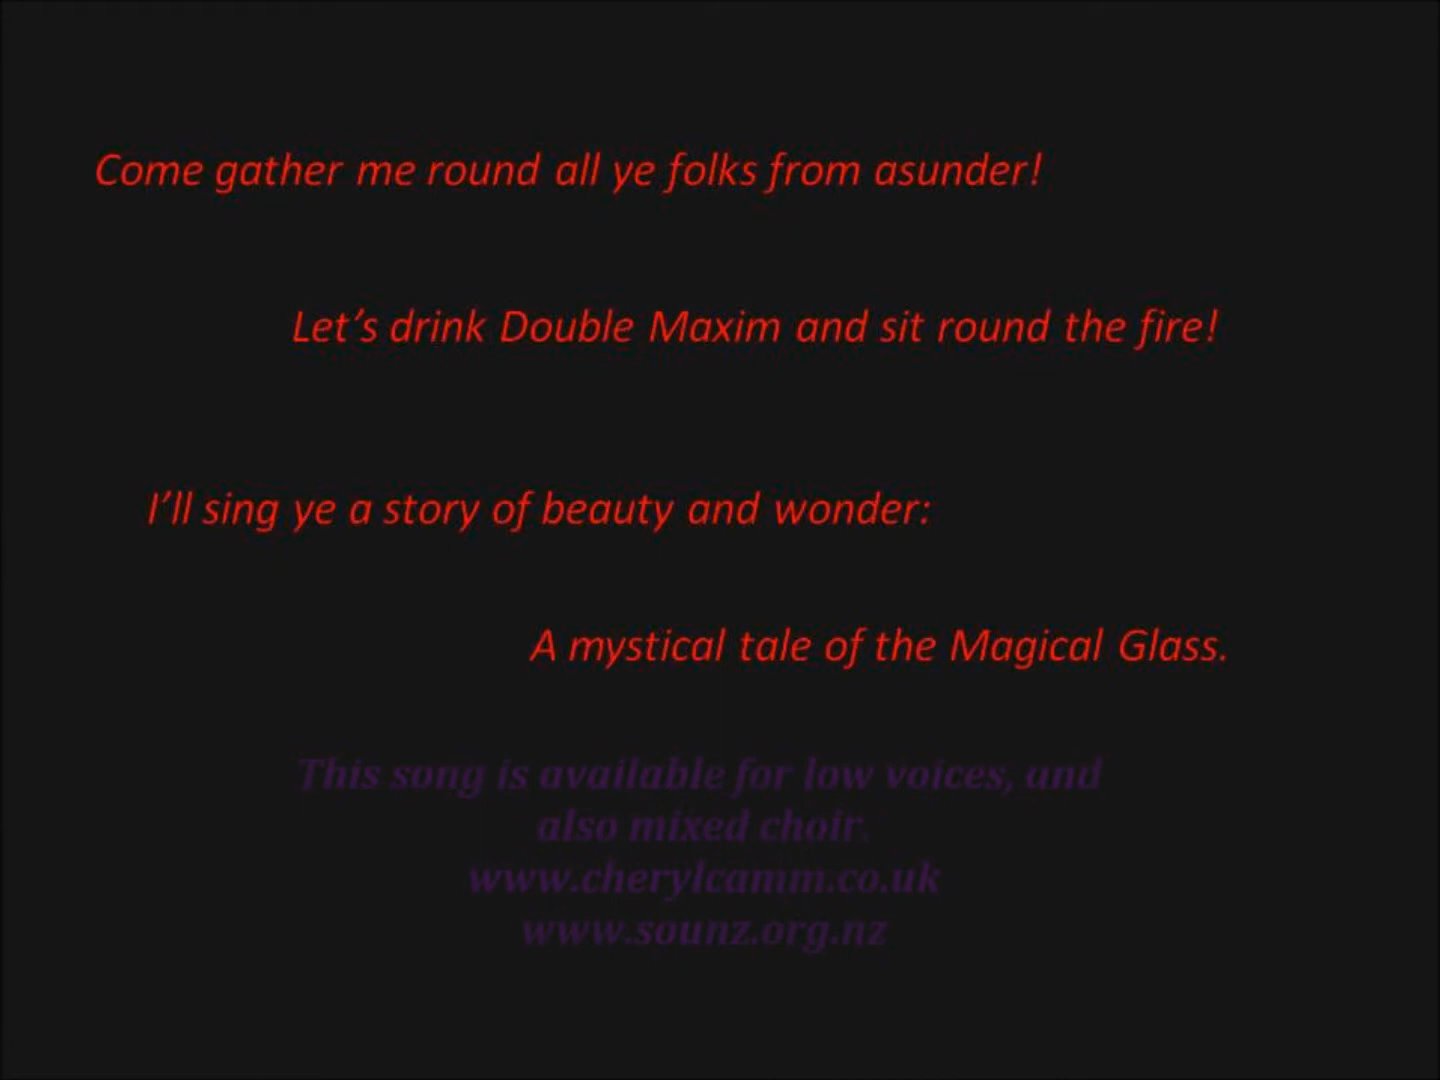 Come gather me round all ye folks from asunder!
Let's drink Double Maxim and sit round the fire!
I'll sing ye a story of beauty and wonder:
A mystical tale of the Magical Glass.
This song is available for low voices, and
also mixed choir.
www.cherylcamm.co.uk
www.sounz.org.nz